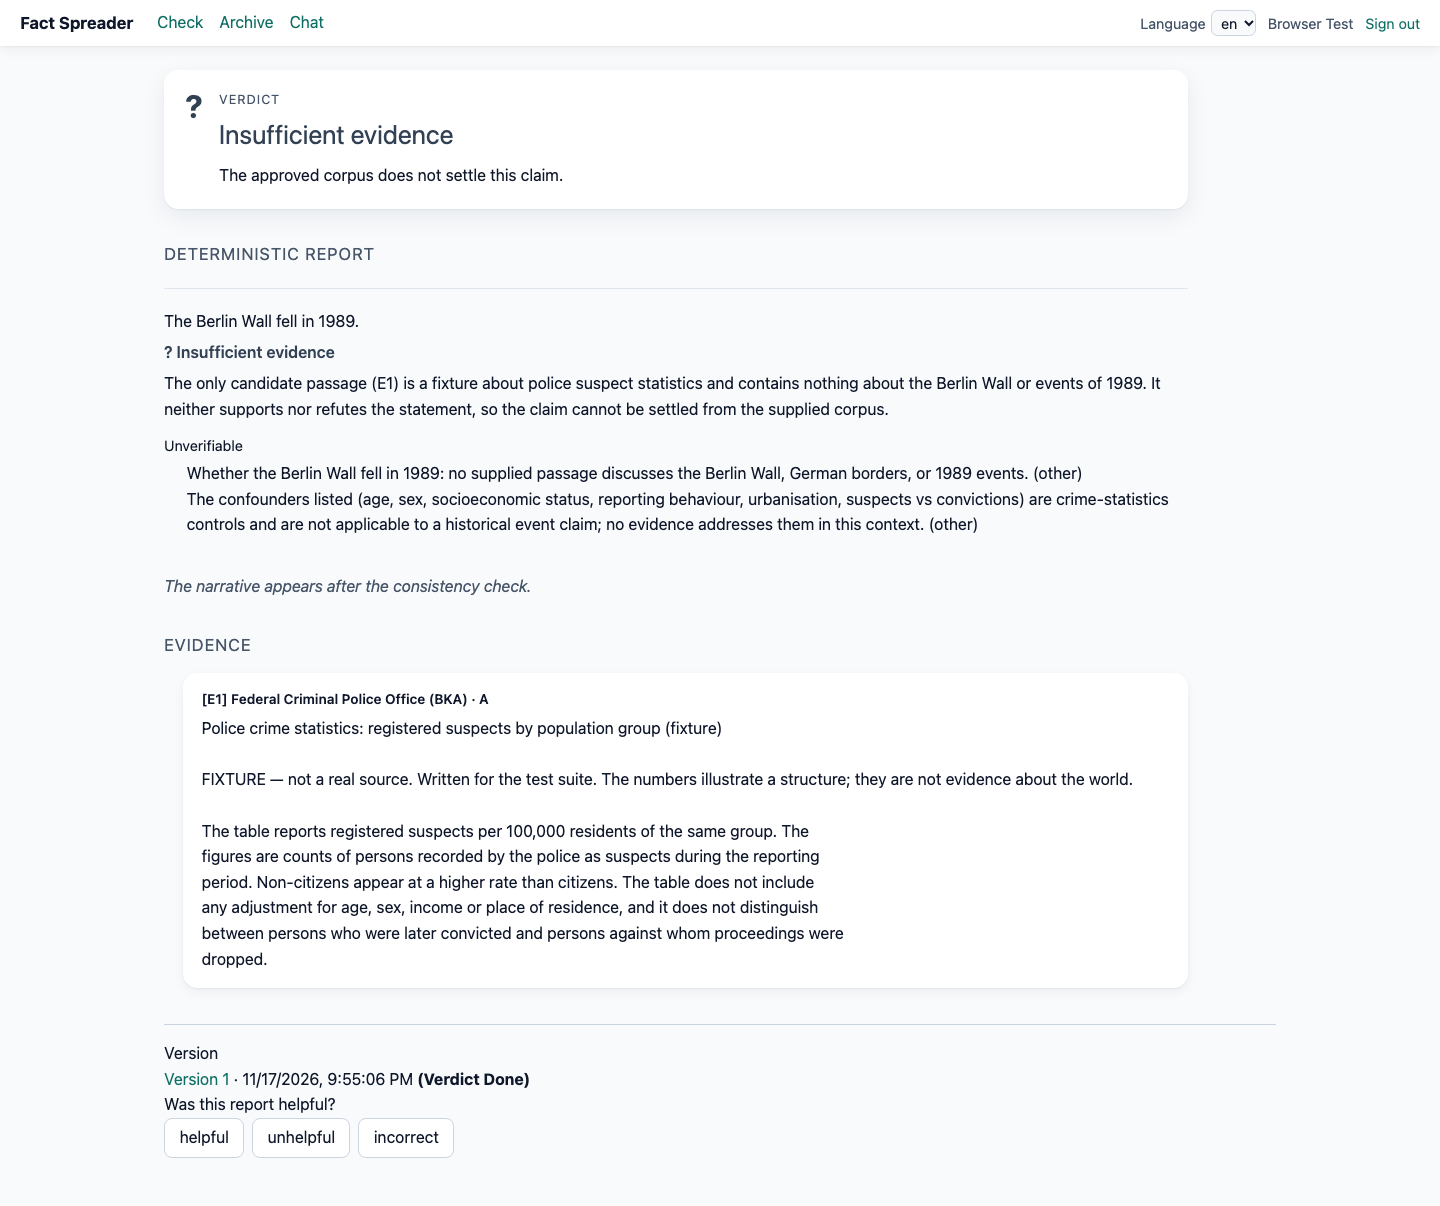 Fact Spreader Check Archive Chat Language en Browser Test Sign out
?
VERDICT
Insufficient evidence
The approved corpus does not settle this claim.
DETERMINISTIC REPORT
The Berlin Wall fell in 1989.
? Insufficient evidence
The only candidate passage (E1) is a fixture about police suspect statistics and contains nothing about the Berlin Wall or events of 1989. It
neither supports nor refutes the statement, so the claim cannot be settled from the supplied corpus.
Unverifiable
Whether the Berlin Wall fell in 1989: no supplied passage discusses the Berlin Wall, German borders, or 1989 events. (other)
The confounders listed (age, sex, socioeconomic status, reporting behaviour, urbanisation, suspects vs convictions) are crime-statistics
controls and are not applicable to a historical event claim; no evidence addresses them in this context. (other)
The narrative appears after the consistency check.
EVIDENCE
[E1] Federal Criminal Police Office (BKA) · A
Police crime statistics: registered suspects by population group (fixture)
FIXTURE — not a real source. Written for the test suite. The numbers illustrate a structure; they are not evidence about the world.
The table reports registered suspects per 100,000 residents of the same group. The
figures are counts of persons recorded by the police as suspects during the reporting
period. Non-citizens appear at a higher rate than citizens. The table does not include
any adjustment for age, sex, income or place of residence, and it does not distinguish
between persons who were later convicted and persons against whom proceedings were
dropped.
Version
Version 1 · 11/17/2026, 9:55:06 PM (Verdict Done)
Was this report helpful?
helpful unhelpful incorrect